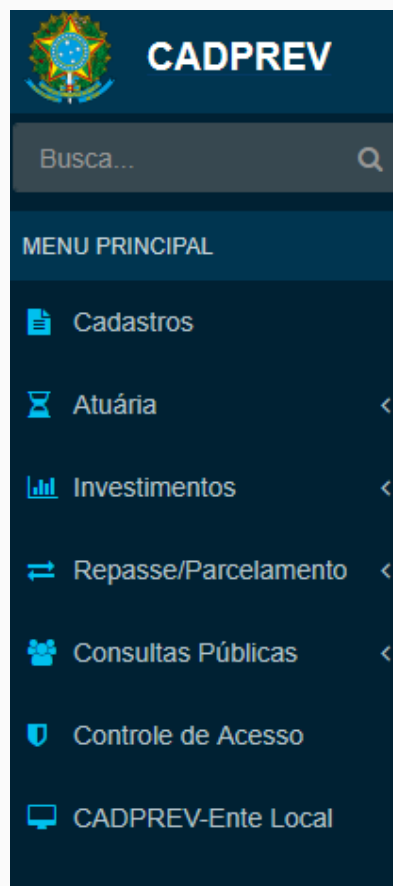 CADPREV
Busca...
MENU PRINCIPAL
Cadastros
Atuária
Investimentos
Repasse/Parcelamento
Consultas Públicas
Controle de Acesso
CADPREV-Ente Local